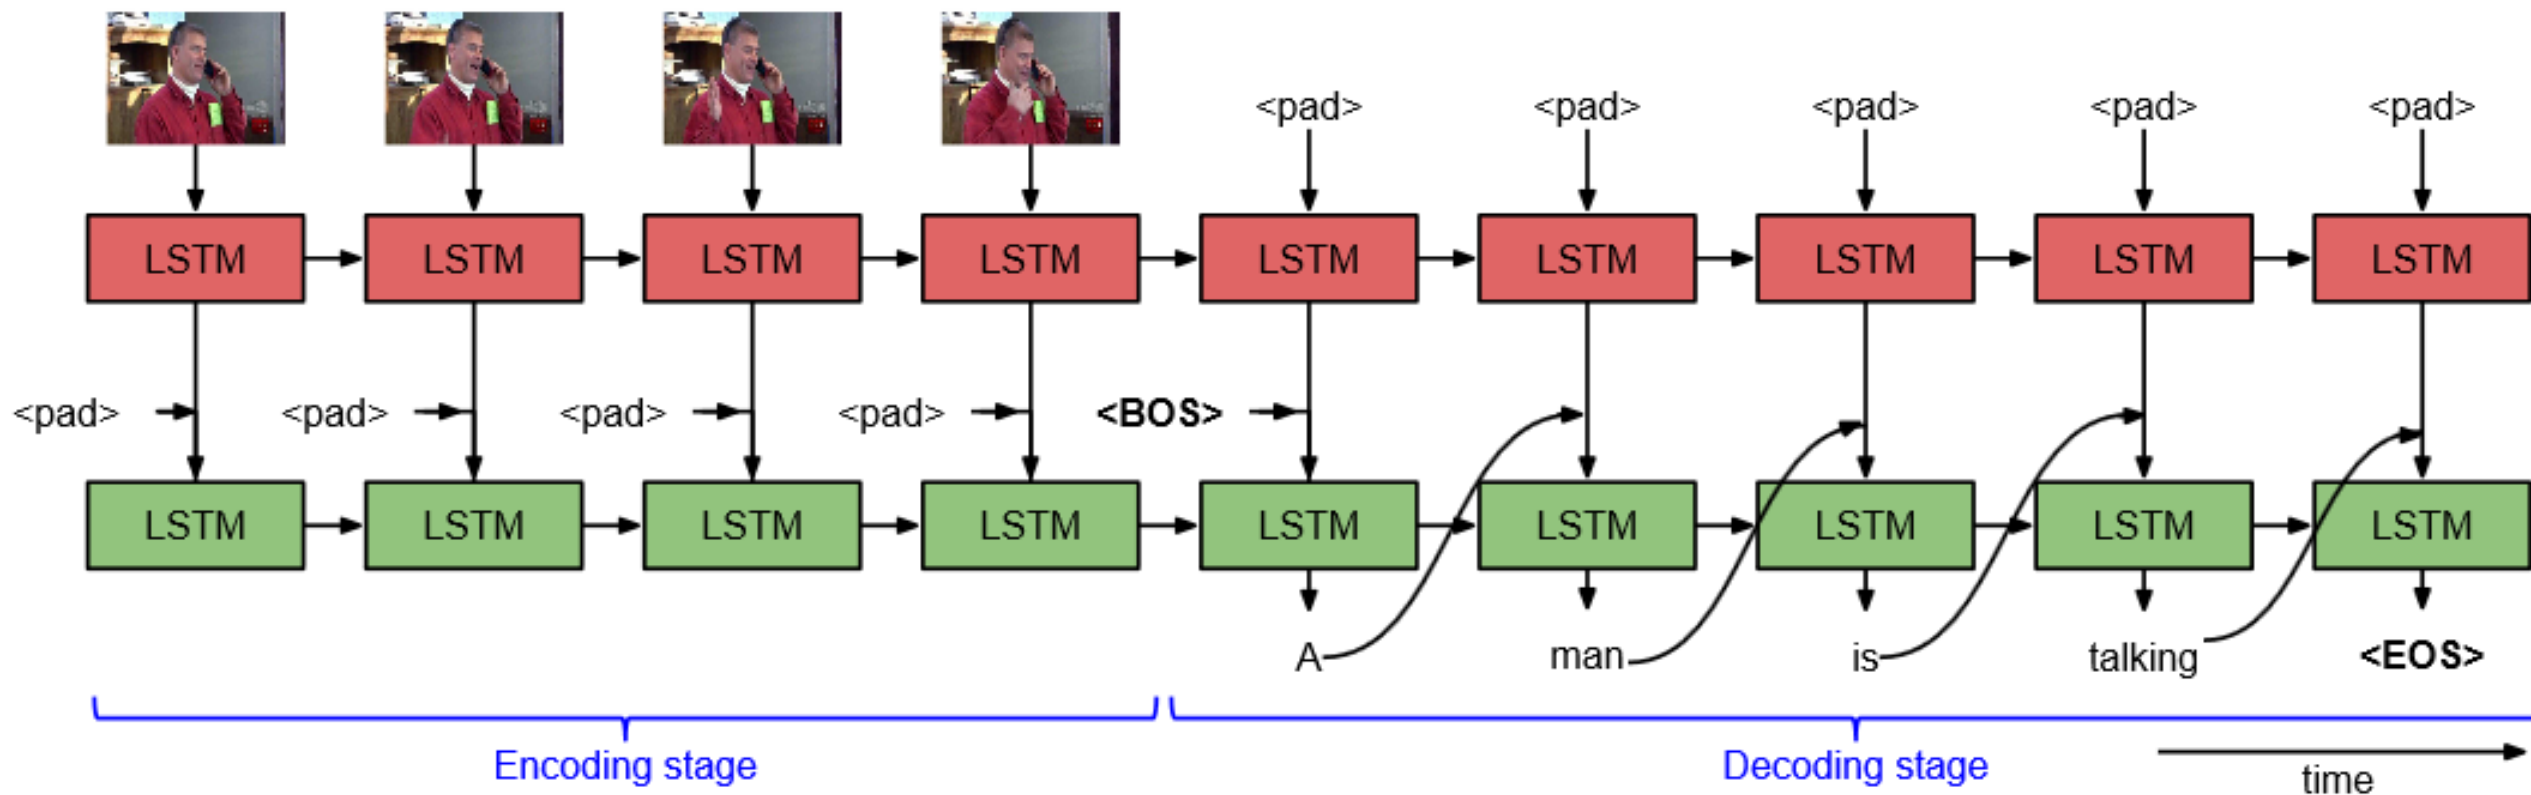 <pad> <pad> <pad> <pad> <pad>
LSTM LSTM LSTM LSTM LSTM LSTM LSTM LSTM LSTM
<pad> <pad> <pad> <pad> <BOS>
LSTM LSTM LSTM LSTM LSTM LSTM LSTM LSTM LSTM
A man is talking <EOS>
Encoding stage Decoding stage
time